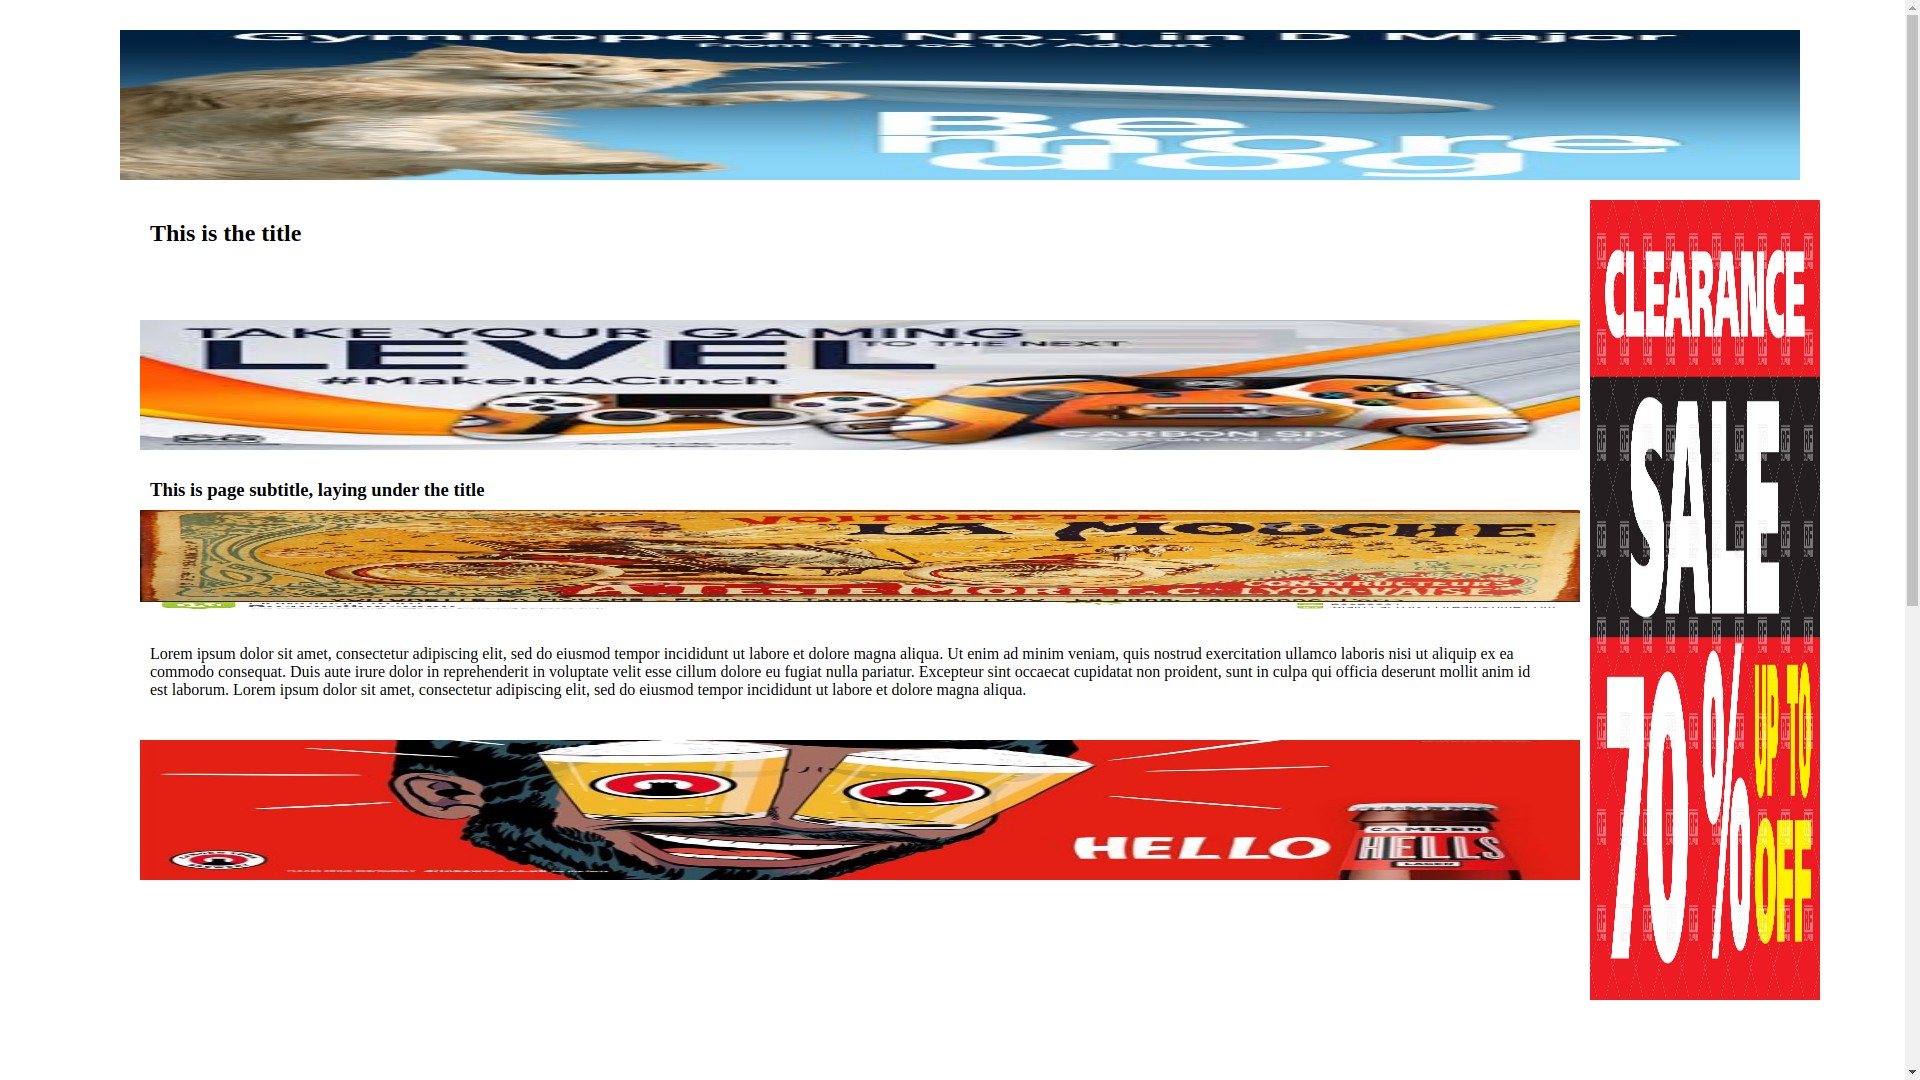 Gymnopedie No.1 in D Major
From The o2 TV Advert
Be
more
dog
This is the title
TAKE YOUR GAMING
LEVEL
TO THE NEXT
#MakeItACinch
CARBON SIX
This is page subtitle, laying under the title
VOITURETTE
LA MOUCHE
CONSTRUCTEURS
A. TESTE MORET & C LYON-VAISE
Lorem ipsum dolor sit amet, consectetur adipiscing elit, sed do eiusmod tempor incididunt ut labore et dolore magna aliqua. Ut enim ad minim veniam, quis nostrud exercitation ullamco laboris nisi ut aliquip ex ea
commodo consequat. Duis aute irure dolor in reprehenderit in voluptate velit esse cillum dolore eu fugiat nulla pariatur. Excepteur sint occaecat cupidatat non proident, sunt in culpa qui officia deserunt mollit anim id
est laborum. Lorem ipsum dolor sit amet, consectetur adipiscing elit, sed do eiusmod tempor incididunt ut labore et dolore magna aliqua.
HELLO
CAMDEN
HELLS
LAGER
CLEARANCE
SALE
70%
UP TO
OFF